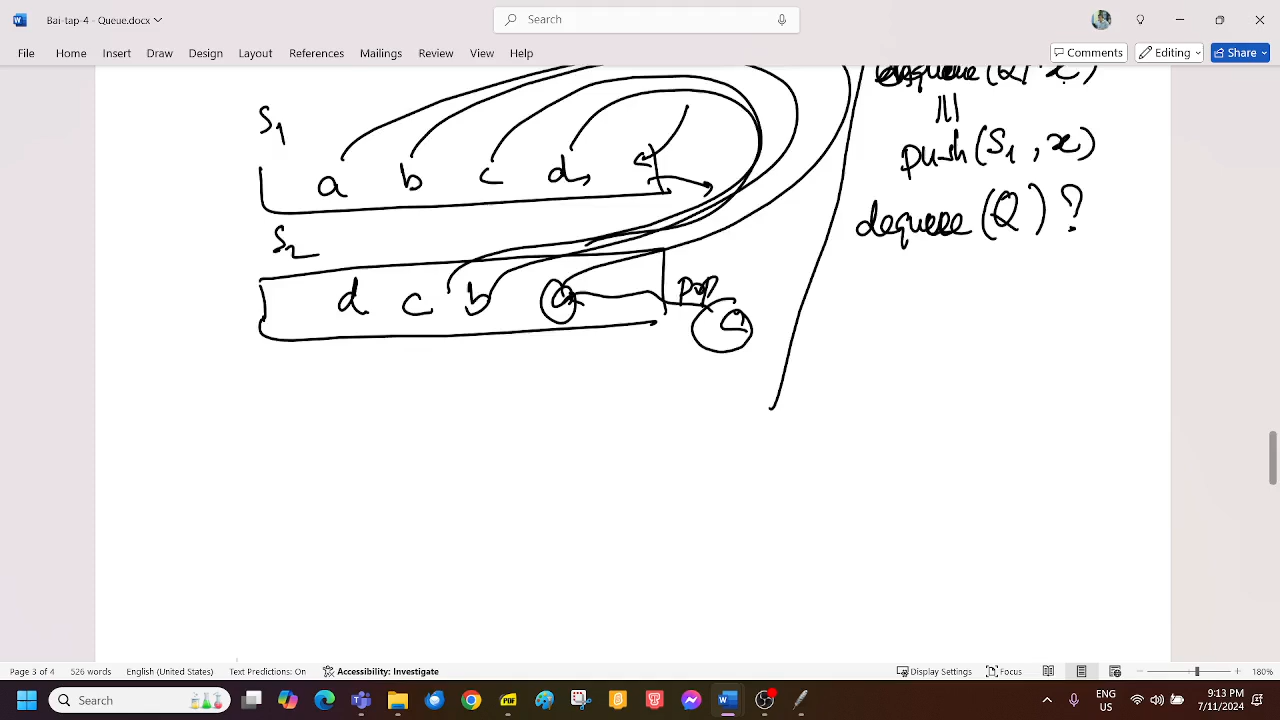 Bai-tap-4 - Queue.docx
Search
File Home Insert Draw Design Layout References Mailings Review View Help
Comments Editing Share
S1
push(S1, x)
a b c d
dequeue(Q)?
S2
d c b a pop
a
Page 3 of 4 526 words English (United States) Text Predictions: On Accessibility: Investigate Display Settings Focus 180%
Search
PDF
ENG
US
9:13 PM
7/11/2024